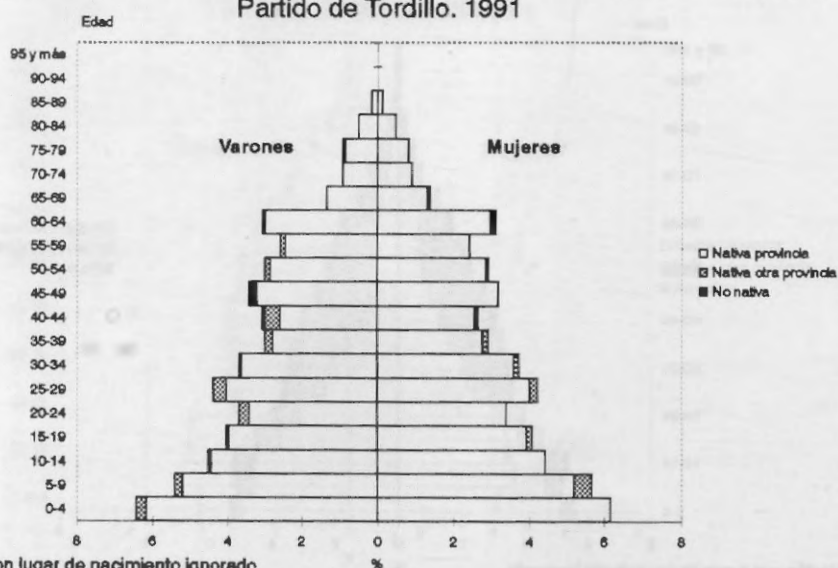 Partido de Tordillo. 1991
Edad
95 y más
90-94
85-89
80-84
75-79
70-74
65-69
60-64
55-59
50-54
45-49
40-44
35-39
30-34
25-29
20-24
15-19
10-14
5-9
0-4
Varones
Mujeres
Nativa provincia
Nativa otra provincia
No nativa
8 6 4 2 0 2 4 6 8
%
on lugar de nacimiento ignorado